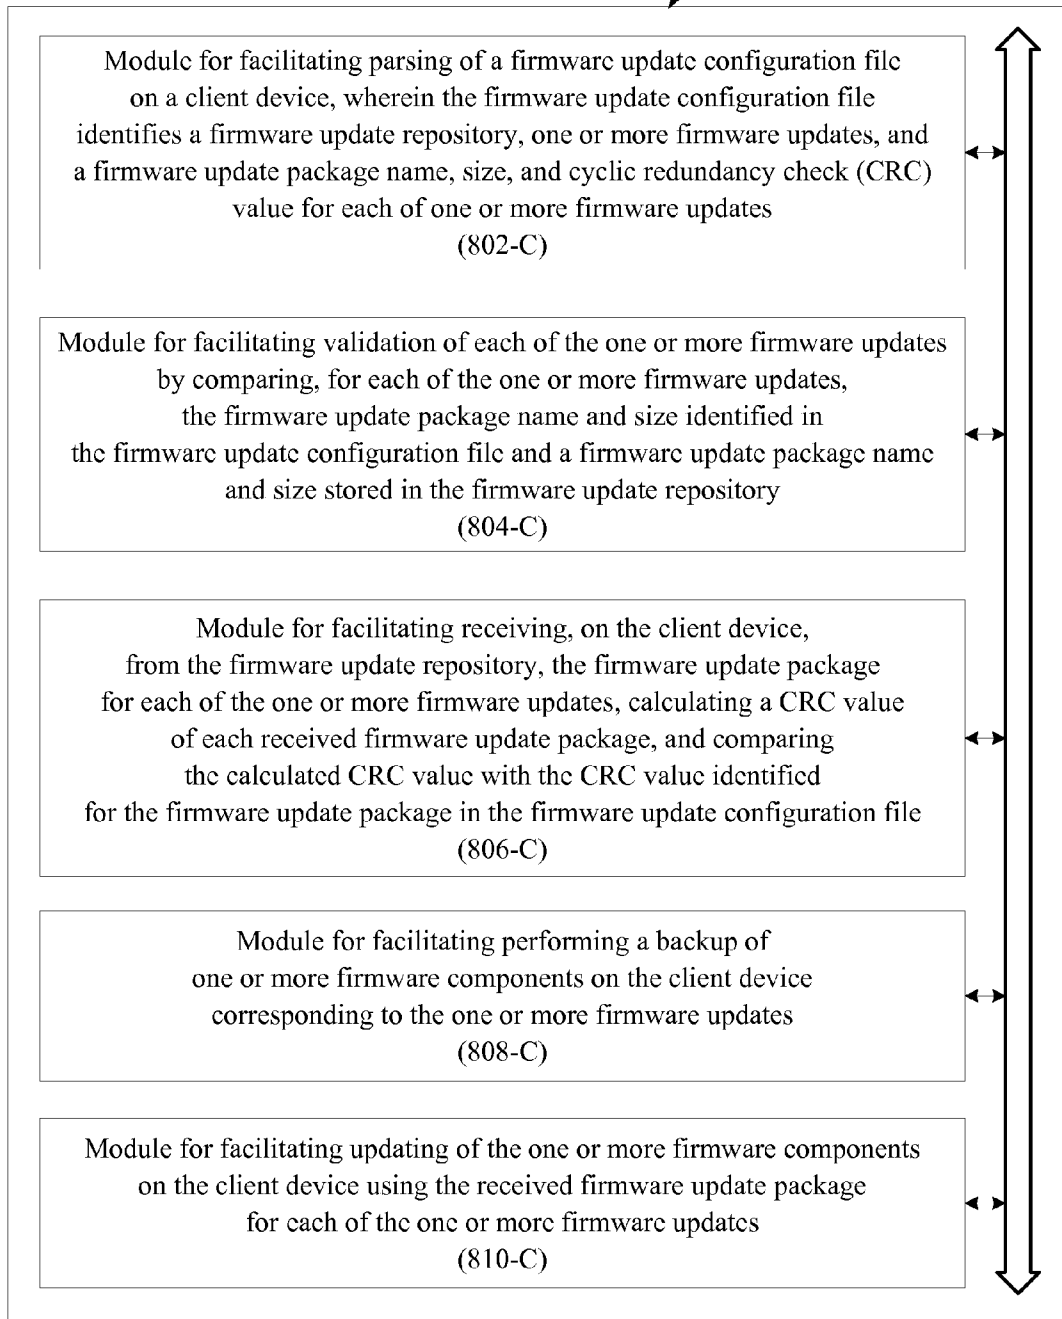 Module for facilitating parsing of a firmware update configuration file
on a client device, wherein the firmware update configuration file
identifies a firmware update repository, one or more firmware updates, and
a firmware update package name, size, and cyclic redundancy check (CRC)
value for each of one or more firmware updates
(802-C)
Module for facilitating validation of each of the one or more firmware updates
by comparing, for each of the one or more firmware updates,
the firmware update package name and size identified in
the firmware update configuration file and a firmware update package name
and size stored in the firmware update repository
(804-C)
Module for facilitating receiving, on the client device,
from the firmware update repository, the firmware update package
for each of the one or more firmware updates, calculating a CRC value
of each received firmware update package, and comparing
the calculated CRC value with the CRC value identified
for the firmware update package in the firmware update configuration file
(806-C)
Module for facilitating performing a backup of
one or more firmware components on the client device
corresponding to the one or more firmware updates
(808-C)
Module for facilitating updating of the one or more firmware components
on the client device using the received firmware update package
for each of the one or more firmware updates
(810-C)